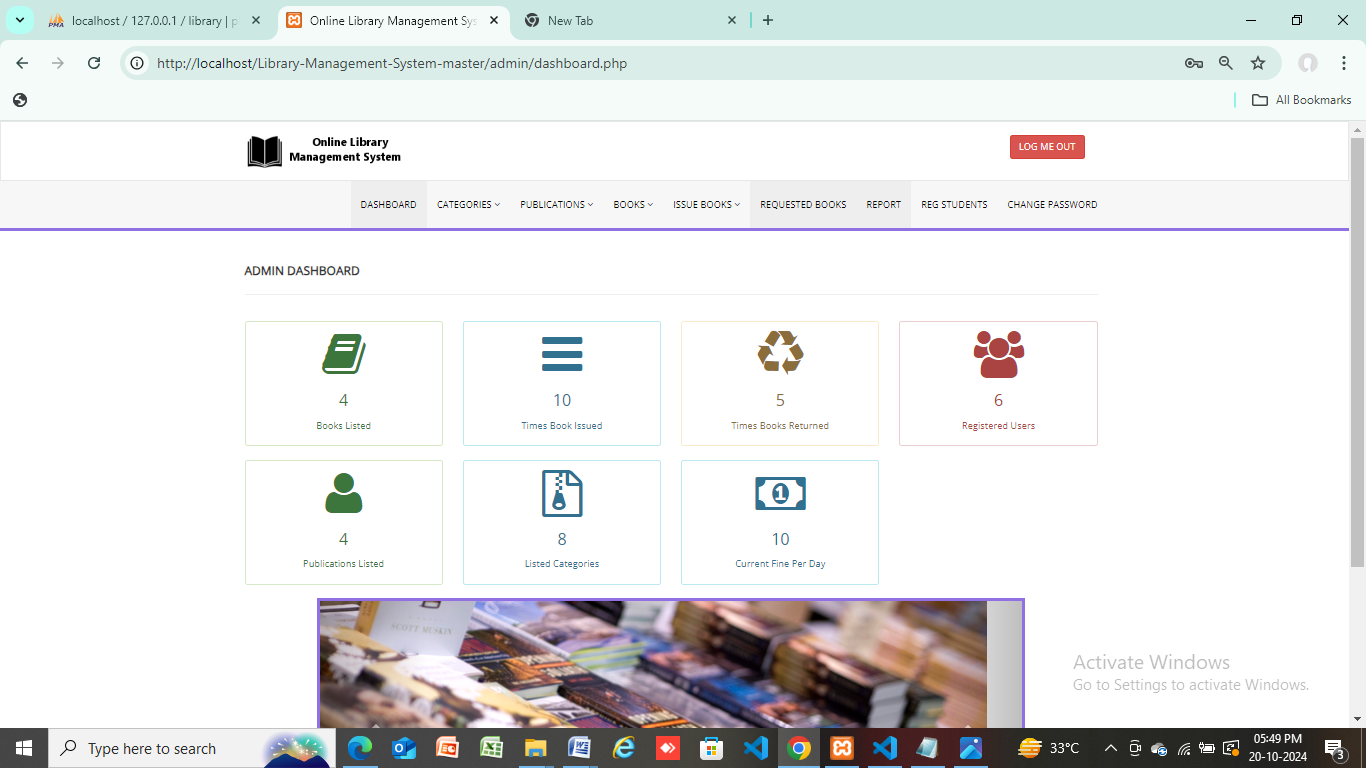 localhost / 127.0.0.1 / library | p
Online Library Management Sys
New Tab
http://localhost/Library-Management-System-master/admin/dashboard.php
All Bookmarks
Online Library
Management System
LOG ME OUT
DASHBOARD
CATEGORIES
PUBLICATIONS
BOOKS
ISSUE BOOKS
REQUESTED BOOKS
REPORT
REG STUDENTS
CHANGE PASSWORD
ADMIN DASHBOARD
4
Books Listed
10
Times Book Issued
5
Times Books Returned
6
Registered Users
4
Publications Listed
8
Listed Categories
1
10
Current Fine Per Day
SCOTT MUSKIN
Activate Windows
Go to Settings to activate Windows.
Type here to search
33°C
05:49 PM
20-10-2024
3